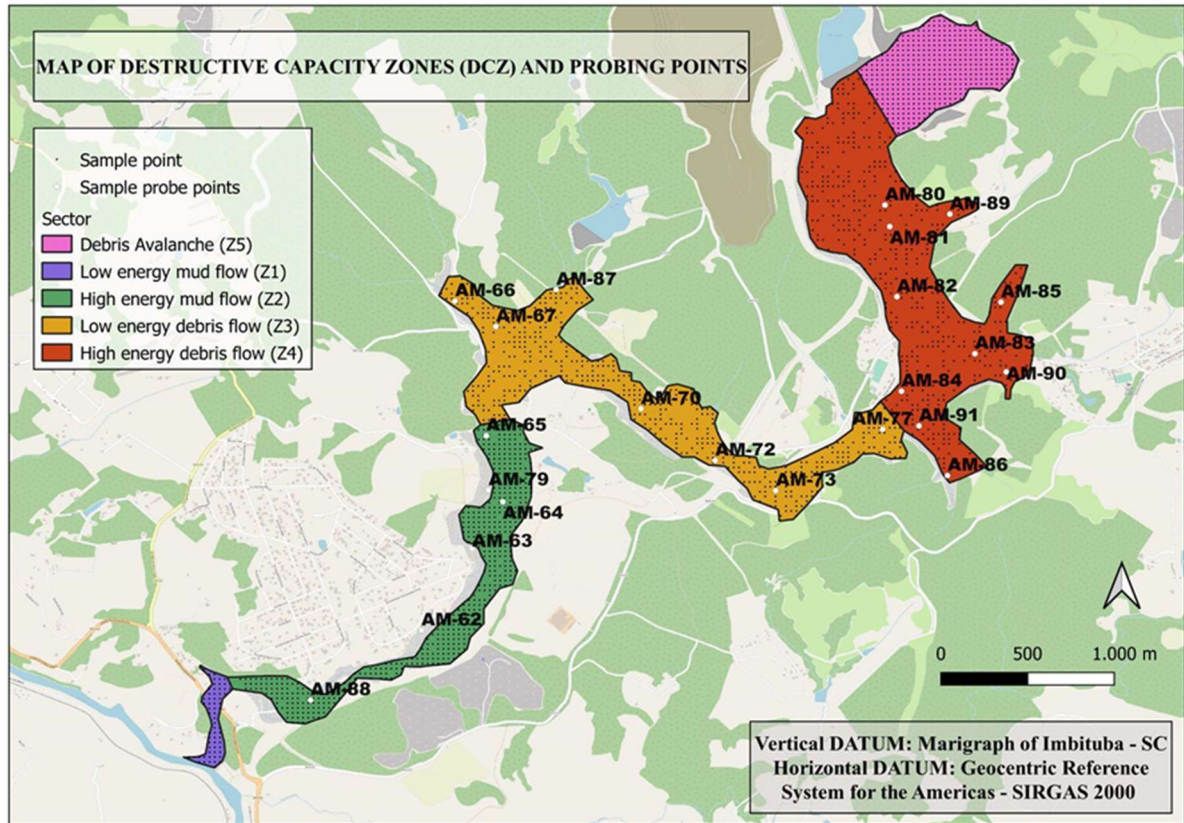 MAP OF DESTRUCTIVE CAPACITY ZONES (DCZ) AND PROBING POINTS
Sample point
Sample probe points
Sector
Debris Avalanche (Z5)
Low energy mud flow (Z1)
High energy mud flow (Z2)
Low energy debris flow (Z3)
High energy debris flow (Z4)
AM-80
AM-89
AM-81
AM-87
AM-66
AM-82
AM-85
AM-67
AM-83
AM-90
AM-84
AM-70
AM-65
AM-77
AM-91
AM-72
AM-86
AM-79
AM-73
AM-64
AM-63
AM-62
AM-88
0 500 1.000 m
Vertical DATUM: Marigraph of Imbituba - SC
Horizontal DATUM: Geocentric Reference
System for the Americas - SIRGAS 2000